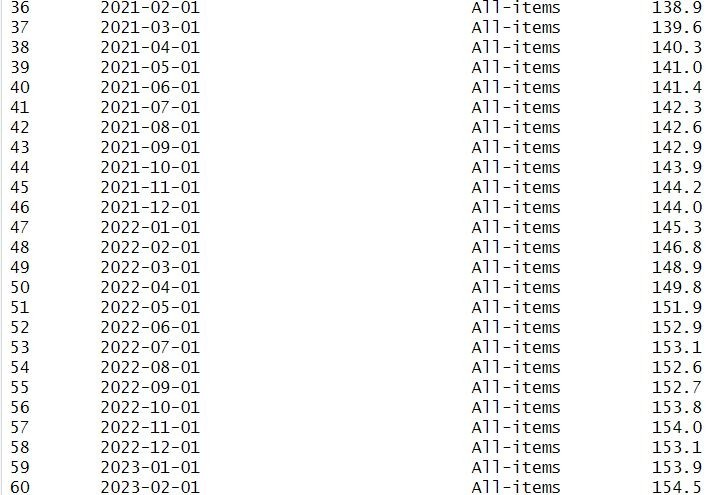 36 2021-02-01 All-items 138.9
37 2021-03-01 All-items 139.6
38 2021-04-01 All-items 140.3
39 2021-05-01 All-items 141.0
40 2021-06-01 All-items 141.4
41 2021-07-01 All-items 142.3
42 2021-08-01 All-items 142.6
43 2021-09-01 All-items 142.9
44 2021-10-01 All-items 143.9
45 2021-11-01 All-items 144.2
46 2021-12-01 All-items 144.0
47 2022-01-01 All-items 145.3
48 2022-02-01 All-items 146.8
49 2022-03-01 All-items 148.9
50 2022-04-01 All-items 149.8
51 2022-05-01 All-items 151.9
52 2022-06-01 All-items 152.9
53 2022-07-01 All-items 153.1
54 2022-08-01 All-items 152.6
55 2022-09-01 All-items 152.7
56 2022-10-01 All-items 153.8
57 2022-11-01 All-items 154.0
58 2022-12-01 All-items 153.1
59 2023-01-01 All-items 153.9
60 2023-02-01 All-items 154.5